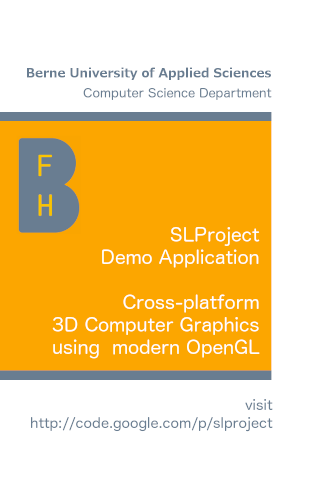 Berne University of Applied Sciences
Computer Science Department
F
H
SLProject
Demo Application
Cross-platform
3D Computer Graphics
using  modern OpenGL
visit
http://code.google.com/p/slproject